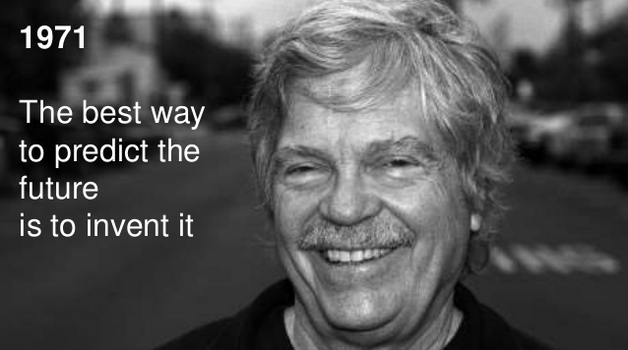 1971
The best way
to predict the
future
is to invent it